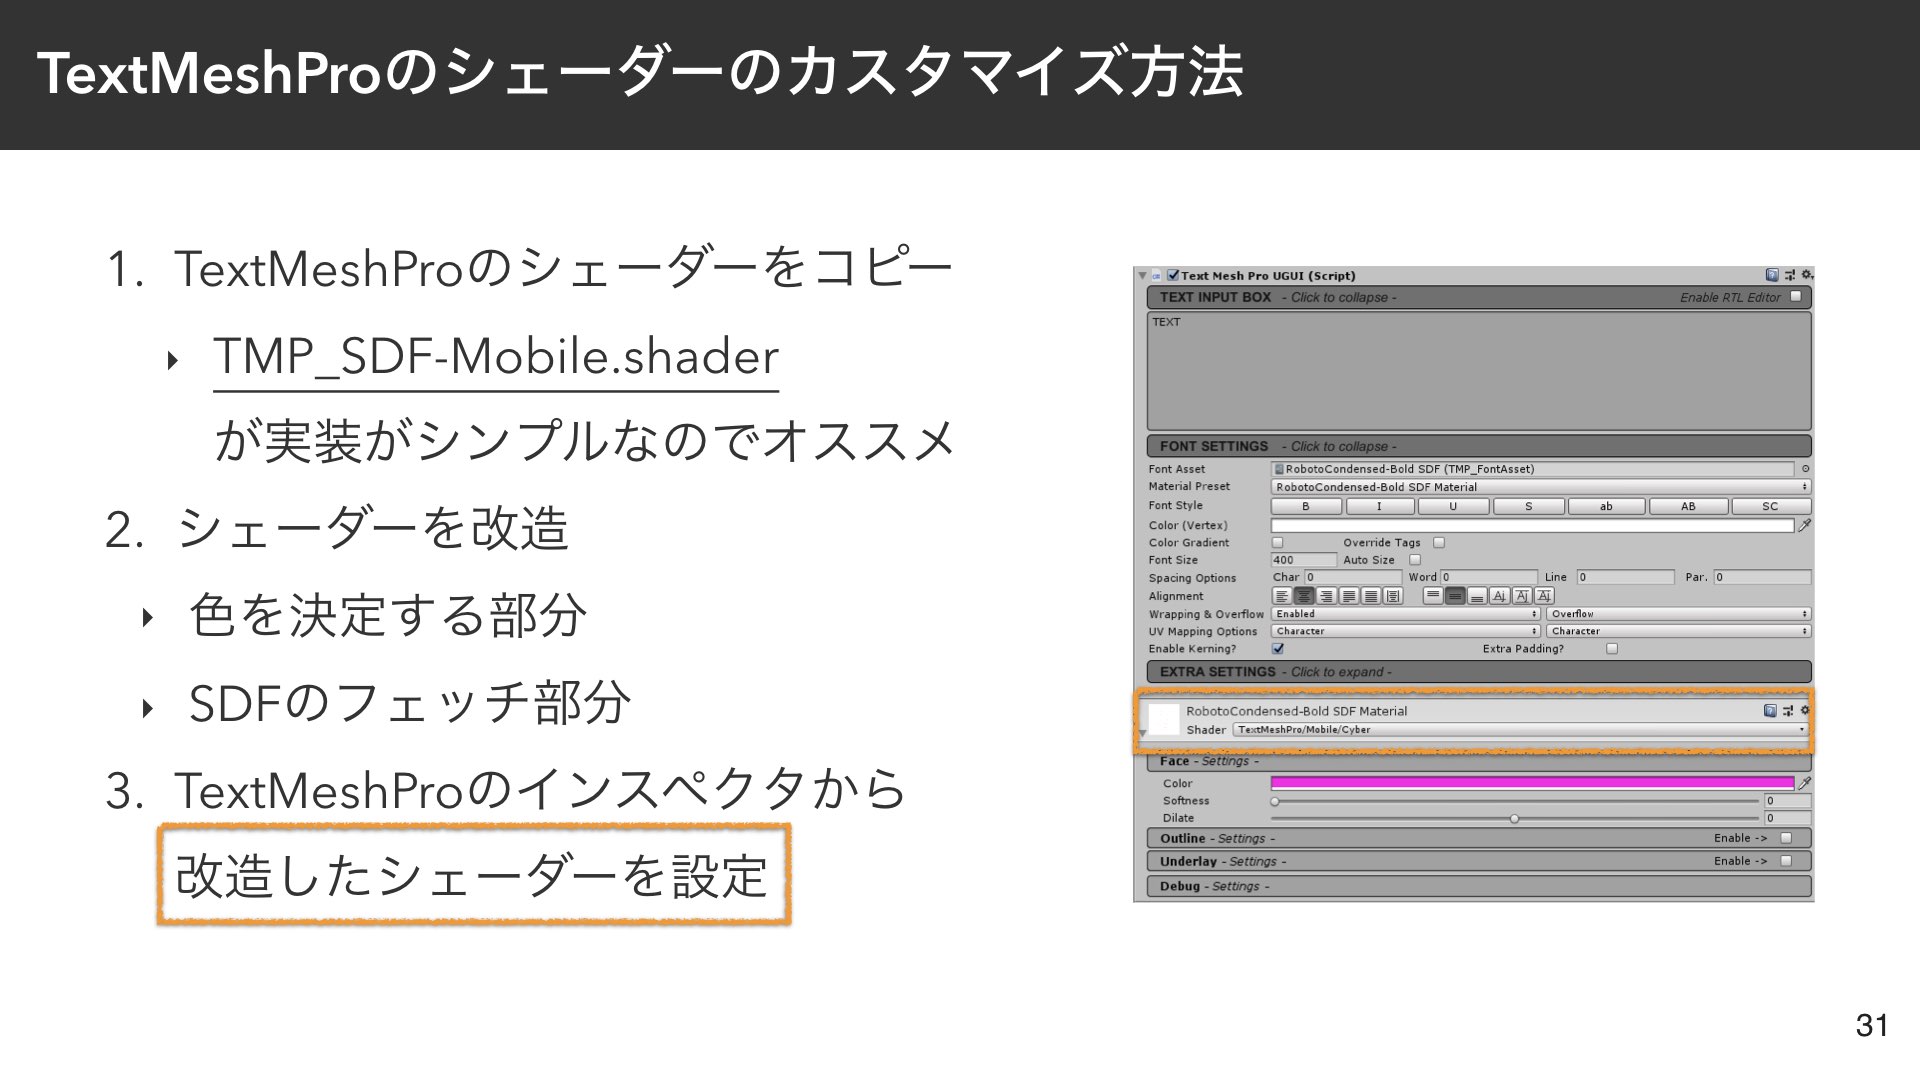 TextMeshProのシェーダーのカスタマイズ方法
1. TextMeshProのシェーダーをコピー
‣ TMP_SDF-Mobile.shader
が実装がシンプルなのでオススメ
2. シェーダーを改造
‣ 色を決定する部分
‣ SDFのフェッチ部分
3. TextMeshProのインスペクタから
改造したシェーダーを設定
Text Mesh Pro UGUI (Script)
TEXT INPUT BOX - Click to collapse - Enable RTL Editor
TEXT
FONT SETTINGS - Click to collapse -
Font Asset RobotoCondensed-Bold SDF (TMP_FontAsset)
Material Preset RobotoCondensed-Bold SDF Material
Font Style B I U S ab AB SC
Color (Vertex)
Color Gradient Override Tags
Font Size 400 Auto Size
Spacing Options Char 0 Word 0 Line 0 Par. 0
Alignment
Wrapping & Overflow Enabled Overflow
UV Mapping Options Character Character
Enable Kerning? Extra Padding?
EXTRA SETTINGS - Click to expand -
RobotoCondensed-Bold SDF Material
Shader TextMeshPro/Mobile/Cyber
Face - Settings -
Color
Softness 0
Dilate 0
Outline - Settings - Enable ->
Underlay - Settings - Enable ->
Debug - Settings -
31